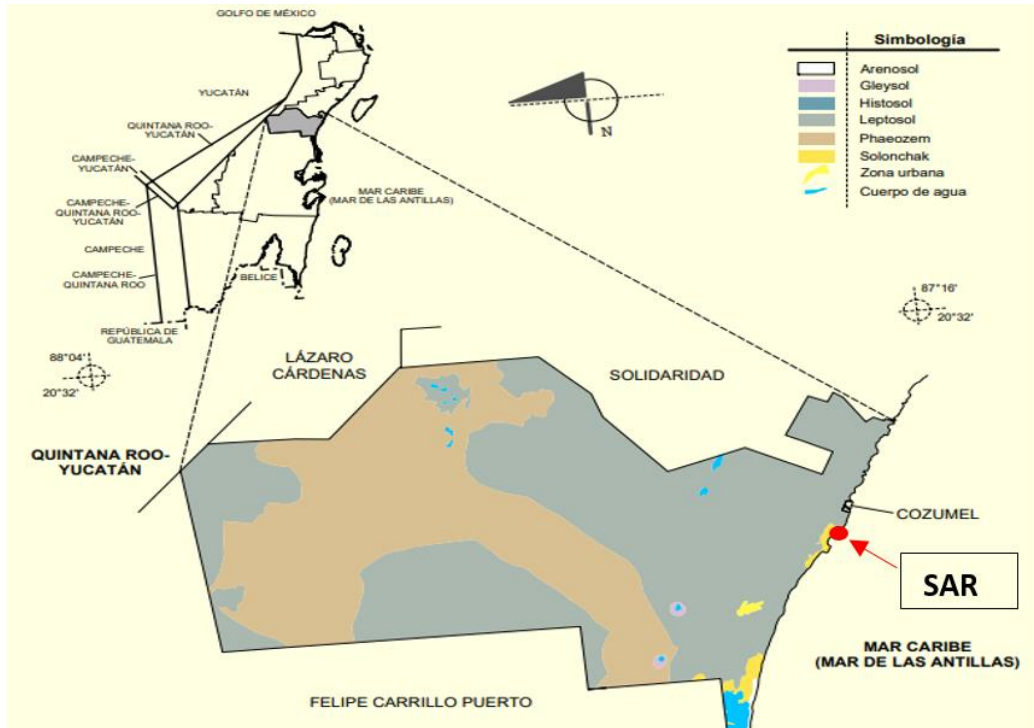 GOLFO DE MÉXICO
YUCATÁN
QUINTANA ROO-
YUCATÁN
CAMPECHE-
YUCATÁN
CAMPECHE-
QUINTANA ROO-
YUCATÁN
CAMPECHE
CAMPECHE-
QUINTANA ROO
REPÚBLICA DE
GUATEMALA
BELICE
MAR CARIBE
(MAR DE LAS ANTILLAS)
N
Simbología
Arenosol
Gleysol
Histosol
Leptosol
Phaeozem
Solonchak
Zona urbana
Cuerpo de agua
87°16'
20°32'
88°04'
20°32'
LÁZARO
CÁRDENAS
SOLIDARIDAD
QUINTANA ROO-
YUCATÁN
COZUMEL
SAR
MAR CARIBE
(MAR DE LAS ANTILLAS)
FELIPE CARRILLO PUERTO